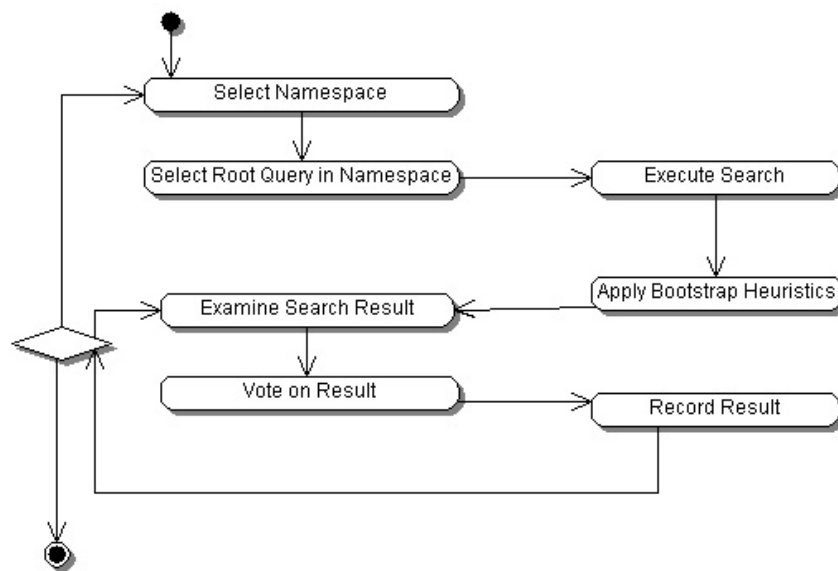 Select Namespace
Select Root Query in Namespace
Execute Search
Apply Bootstrap Heuristics
Examine Search Result
Vote on Result
Record Result